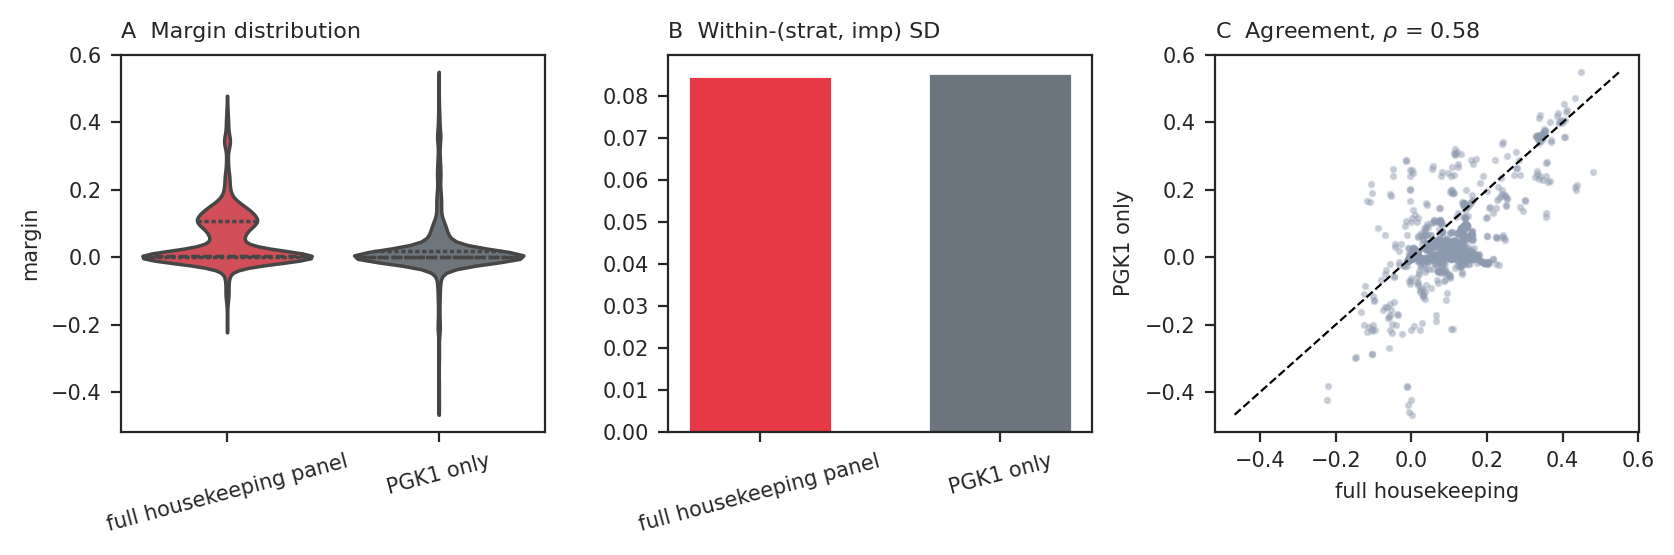 A  Margin distribution
0.6
0.4
0.2
0.0
−0.2
−0.4
margin
full housekeeping panel
PGK1 only
B  Within-(strat, imp) SD
0.08
0.07
0.06
0.05
0.04
0.03
0.02
0.01
0.00
full housekeeping panel
PGK1 only
C  Agreement, ρ = 0.58
0.6
0.4
0.2
0.0
−0.2
−0.4
PGK1 only
−0.4 −0.2 0.0 0.2 0.4 0.6
full housekeeping